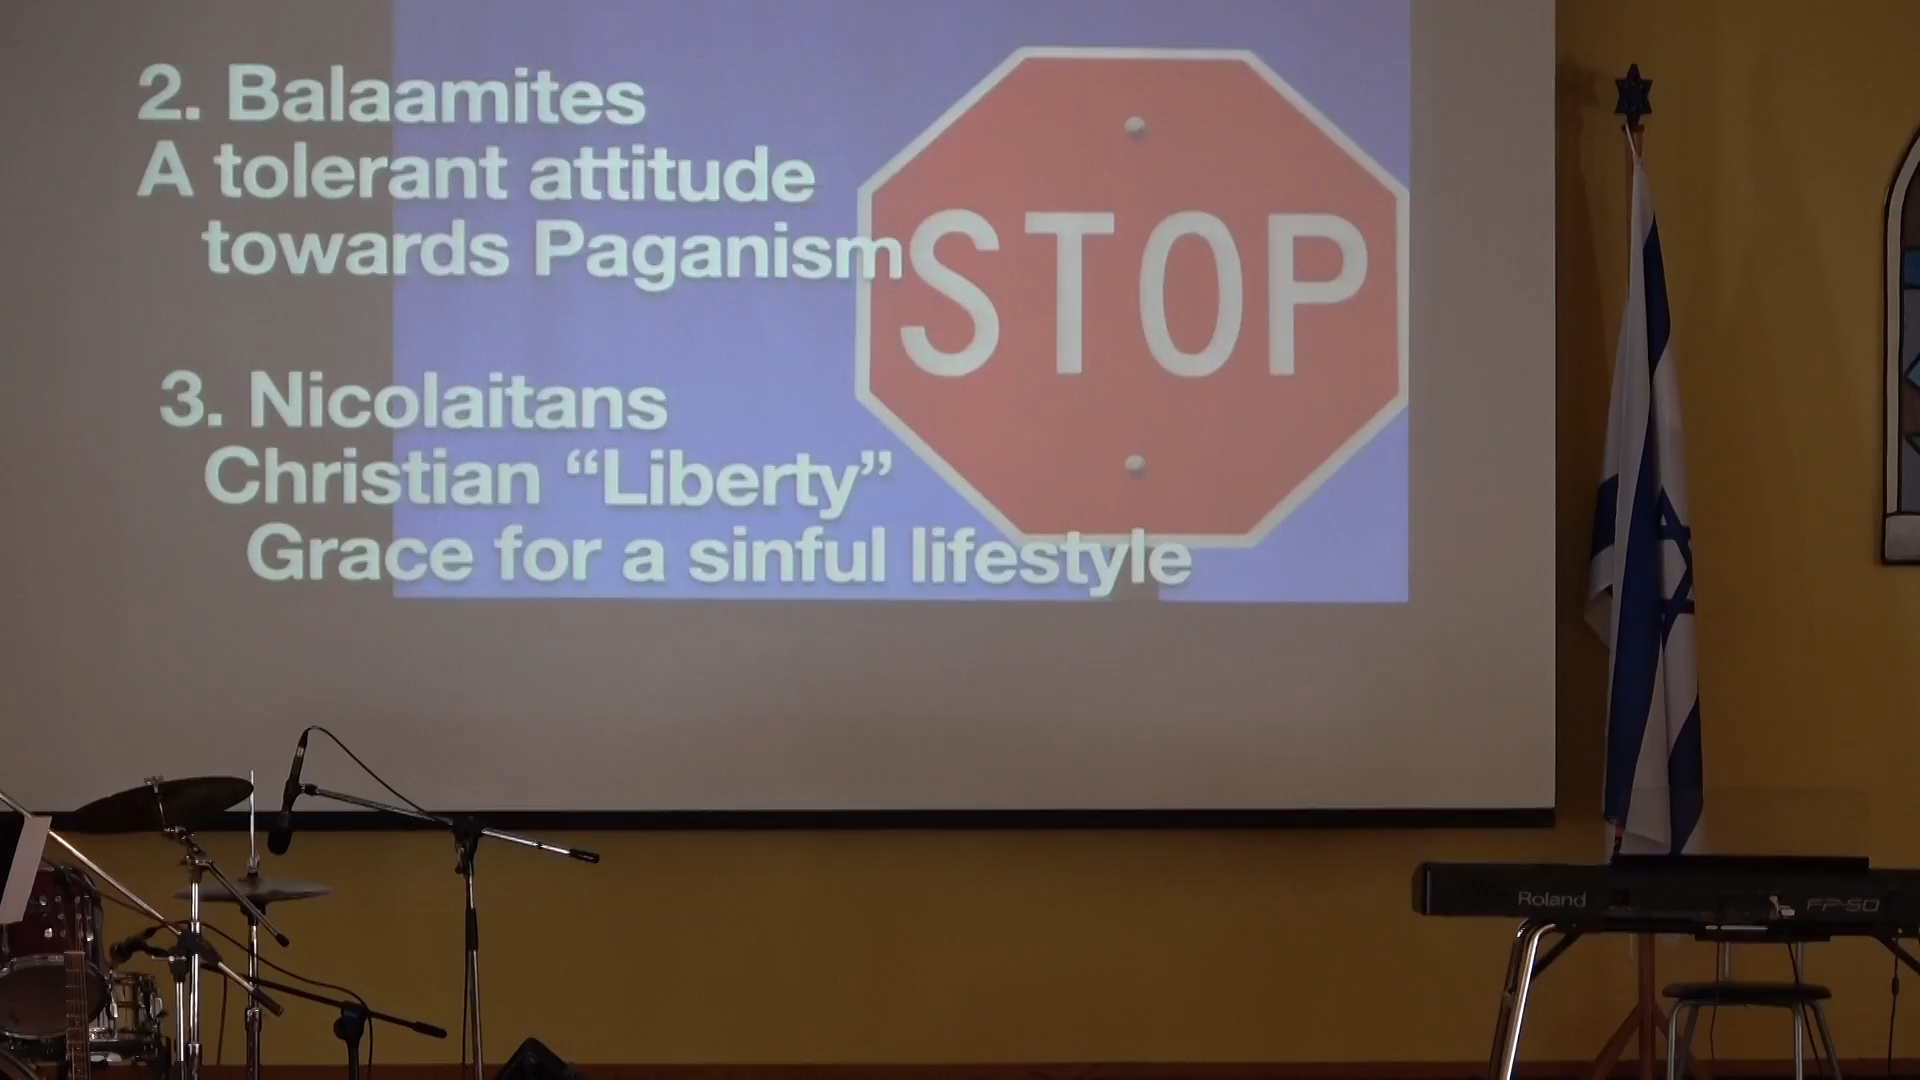 2. Balaamites
A tolerant attitude
towards Paganism
STOP
3. Nicolaitans
Christian “Liberty”
Grace for a sinful lifestyle
Roland
FP-50